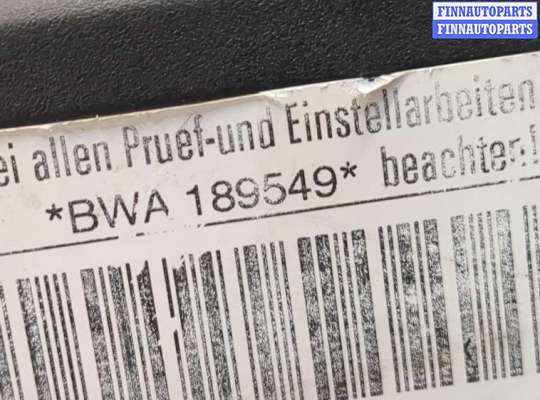 FINNAUTOPARTS
FINNAUTOPARTS
ei allen Pruef-und Einstellarbeiten
*BWA 189549* beachten!